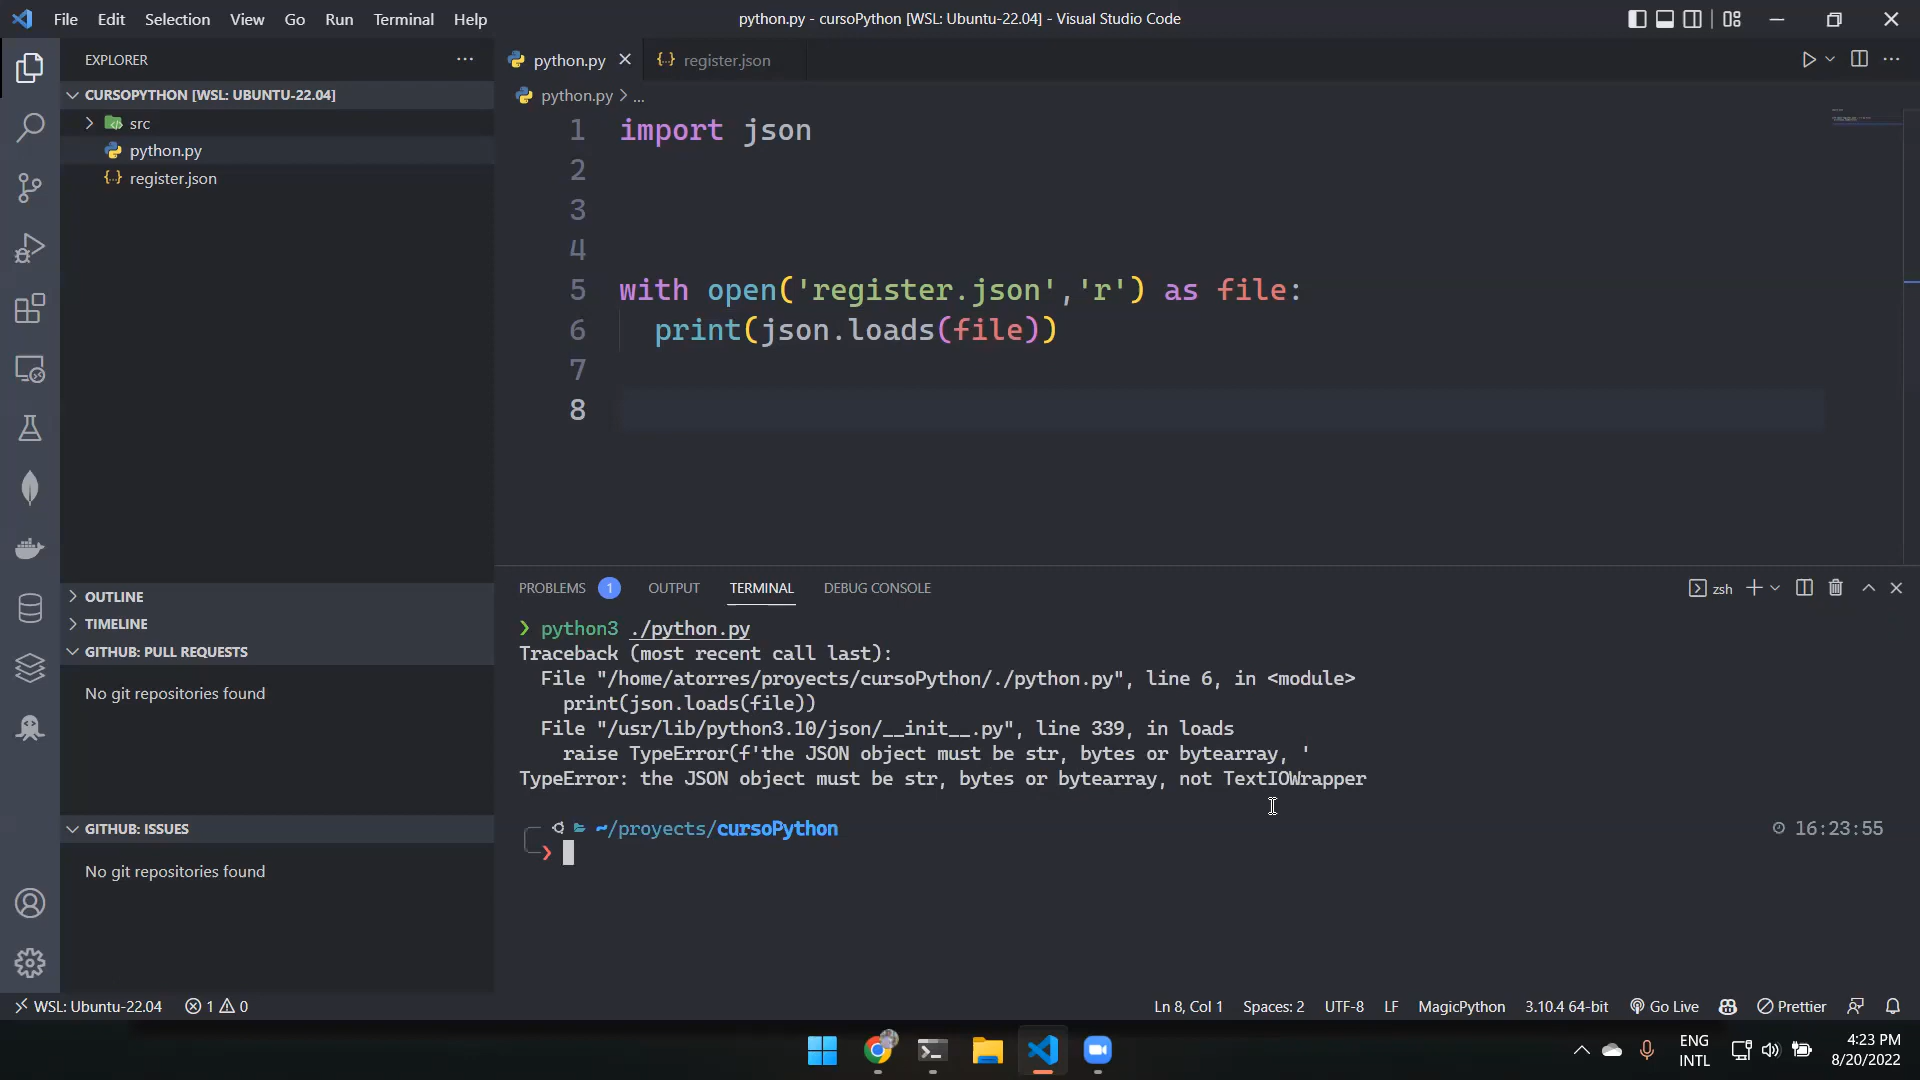 File Edit Selection View Go Run Terminal Help
python.py - cursoPython [WSL: Ubuntu-22.04] - Visual Studio Code
EXPLORER
CURSOPYTHON [WSL: UBUNTU-22.04]
src
python.py
register.json
OUTLINE
TIMELINE
GITHUB: PULL REQUESTS
No git repositories found
GITHUB: ISSUES
No git repositories found
python.py
register.json
python.py > ...
1 import json
2
3
4
5 with open('register.json','r') as file:
6 print(json.loads(file))
7
8
PROBLEMS 1 OUTPUT TERMINAL DEBUG CONSOLE
zsh
❯ python3 ./python.py
Traceback (most recent call last):
File "/home/atorres/proyects/cursoPython/./python.py", line 6, in <module>
print(json.loads(file))
File "/usr/lib/python3.10/json/__init__.py", line 339, in loads
raise TypeError(f'the JSON object must be str, bytes or bytearray, '
TypeError: the JSON object must be str, bytes or bytearray, not TextIOWrapper
~/proyects/cursoPython
16:23:55
❯
WSL: Ubuntu-22.04 1 0
Ln 8, Col 1 Spaces: 2 UTF-8 LF MagicPython 3.10.4 64-bit Go Live Prettier
ENG
INTL
4:23 PM
8/20/2022